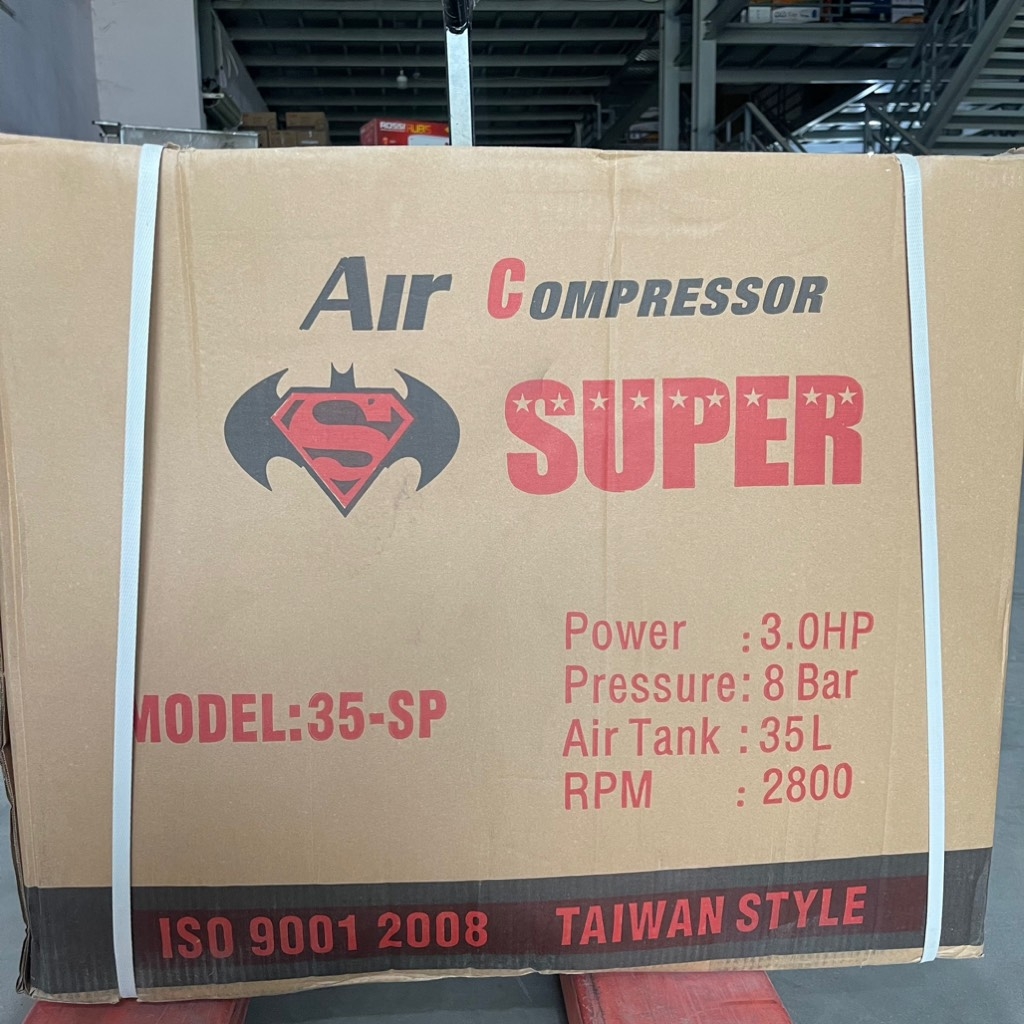 ROSSI
AIR COMPRESSOR
SUPER
MODEL:35-SP
Power : 3.0HP
Pressure: 8 Bar
Air Tank : 35L
RPM : 2800
ISO 9001 2008 TAIWAN STYLE